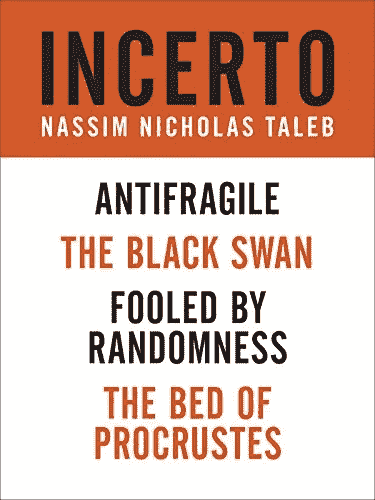 INCERTO
NASSIM NICHOLAS TALEB
ANTIFRAGILE
THE BLACK SWAN
FOOLED BY
RANDOMNESS
THE BED OF
PROCRUSTES